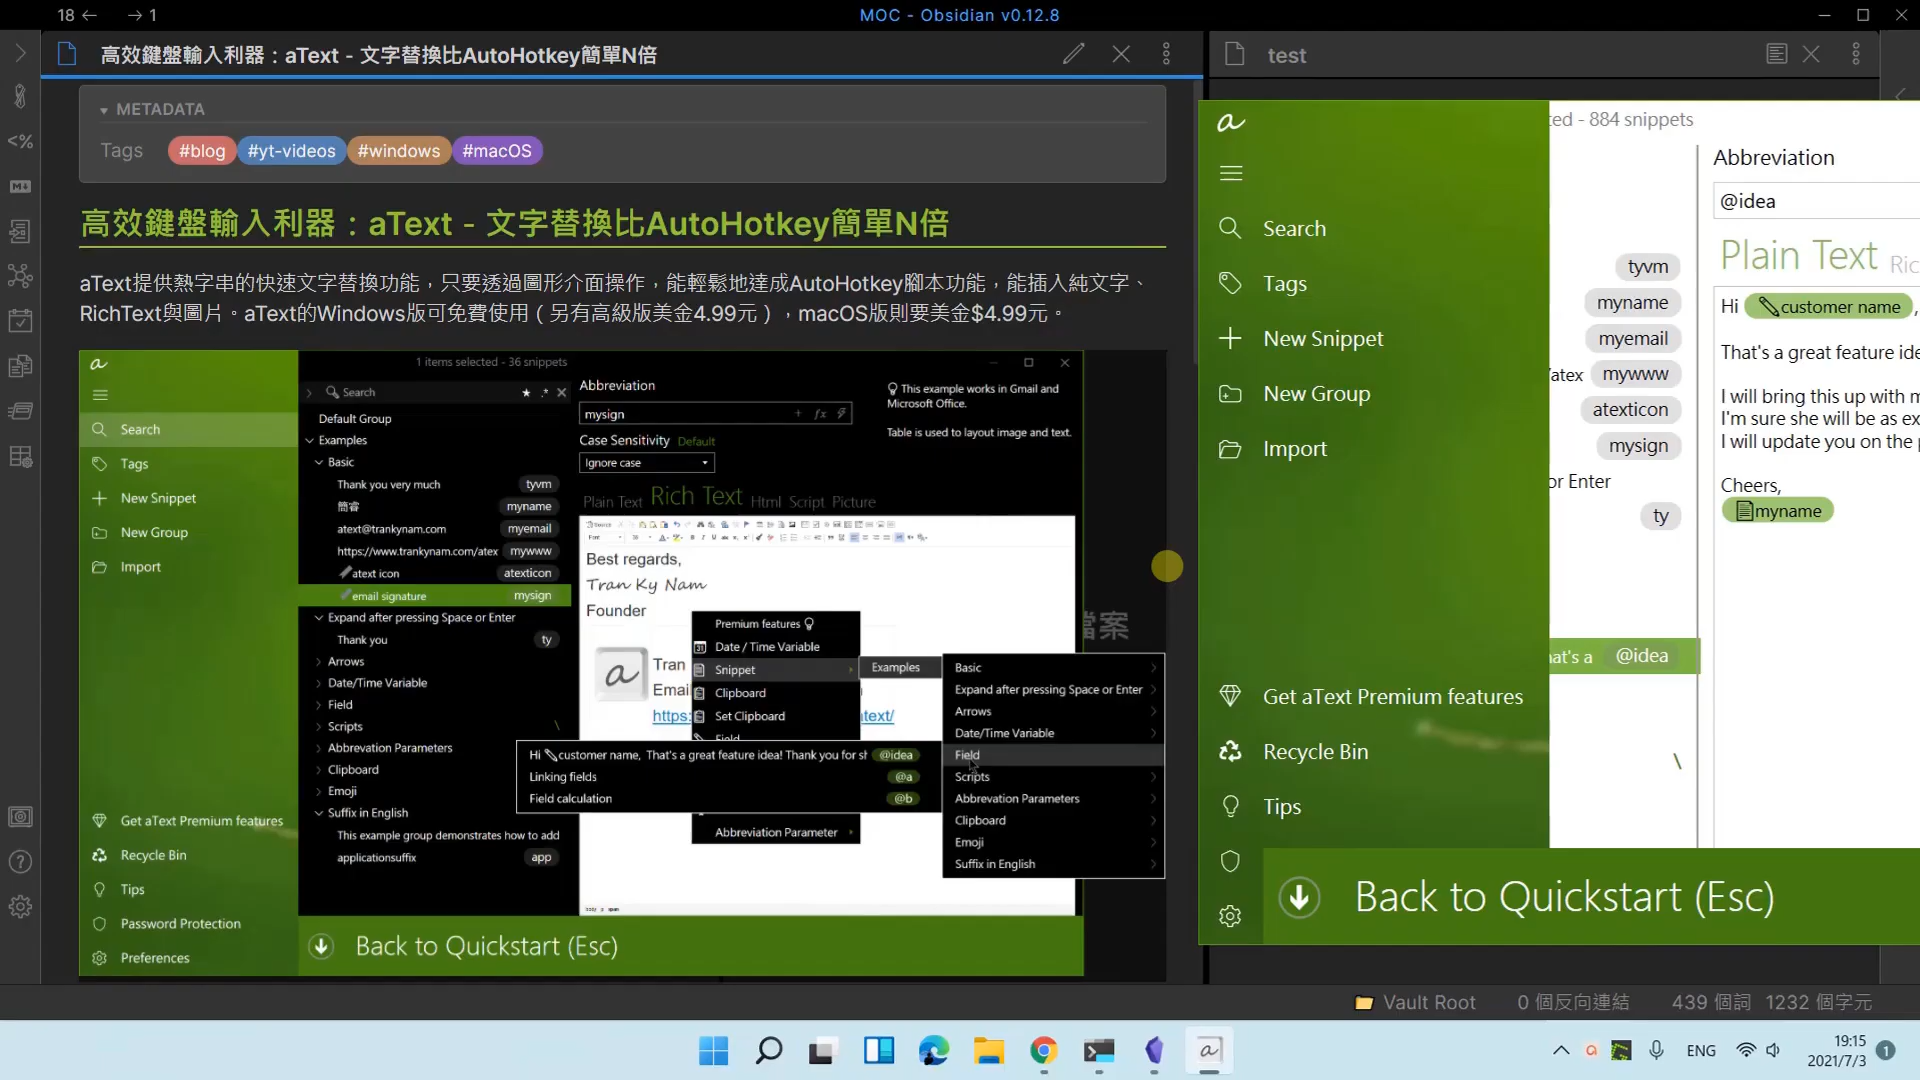 18 ← → 1
MOC - Obsidian v0.12.8
高效鍵盤輸入利器：aText - 文字替換比AutoHotkey簡單N倍
METADATA
Tags #blog #yt-videos #windows #macOS
高效鍵盤輸入利器：aText - 文字替換比AutoHotkey簡單N倍
aText提供熱字串的快速文字替換功能，只要透過圖形介面操作，能輕鬆地達成AutoHotkey腳本功能，能插入純文字、
RichText與圖片。aText的Windows版可免費使用（另有高級版美金4.99元），macOS版則要美金$4.99元。
a
Search
Tags
New Snippet
New Group
Import
Get aText Premium features
Recycle Bin
Tips
Password Protection
Preferences
1 items selected - 36 snippets
Search
Default Group
Examples
Basic
Thank you very much tyvm
簡睿 myname
atext@trankynam.com myemail
https://www.trankynam.com/atex mywww
atext icon atexticon
email signature mysign
Expand after pressing Space or Enter
Thank you ty
Arrows
Date/Time Variable
Field
Scripts \
Abbrevation Parameters
Clipboard
Emoji
Suffix in English
This example group demonstrates how to add
applicationsuffix app
Abbreviation
mysign + fx
Case Sensitivity Default
Ignore case
This example works in Gmail and
Microsoft Office.
Table is used to layout image and text.
Plain Text Rich Text Html Script Picture
Best regards,
Tran Ky Nam
Founder
a
Tran
Emai
https: text/
Premium features
Date / Time Variable
Snippet
Clipboard
Set Clipboard
Field
Abbreviation Parameter
Examples
Basic
Expand after pressing Space or Enter
Arrows
Date/Time Variable
Field
Scripts
Abbrevation Parameters
Clipboard
Emoji
Suffix in English
Hi customer name, That's a great feature idea! Thank you for sh @idea
Linking fields @a
Field calculation @b
Back to Quickstart (Esc)
檔案
test
a
Search
Tags
New Snippet
New Group
Import
Get aText Premium features
Recycle Bin
Tips
ted - 884 snippets
tyvm
myname
myemail
/atex mywww
atexticon
mysign
or Enter
ty
nat's a @idea
\
Abbreviation
@idea
Plain Text Ric
Hi customer name,
That's a great feature ide
I will bring this up with m
I'm sure she will be as ex
I will update you on the p
Cheers,
myname
Back to Quickstart (Esc)
Vault Root 0 個反向連結 439 個詞 1232 個字元
ENG
19:15
2021/7/3
1